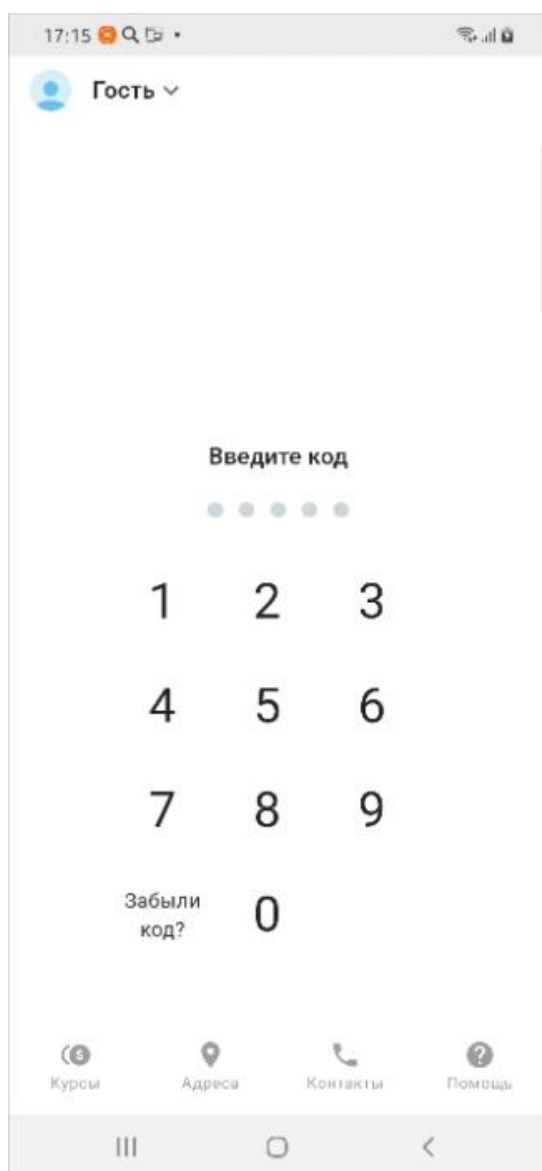 17:15
Гость
Введите код
1 2 3
4 5 6
7 8 9
Забыли
код?
0
Курсы Адреса Контакты Помощь